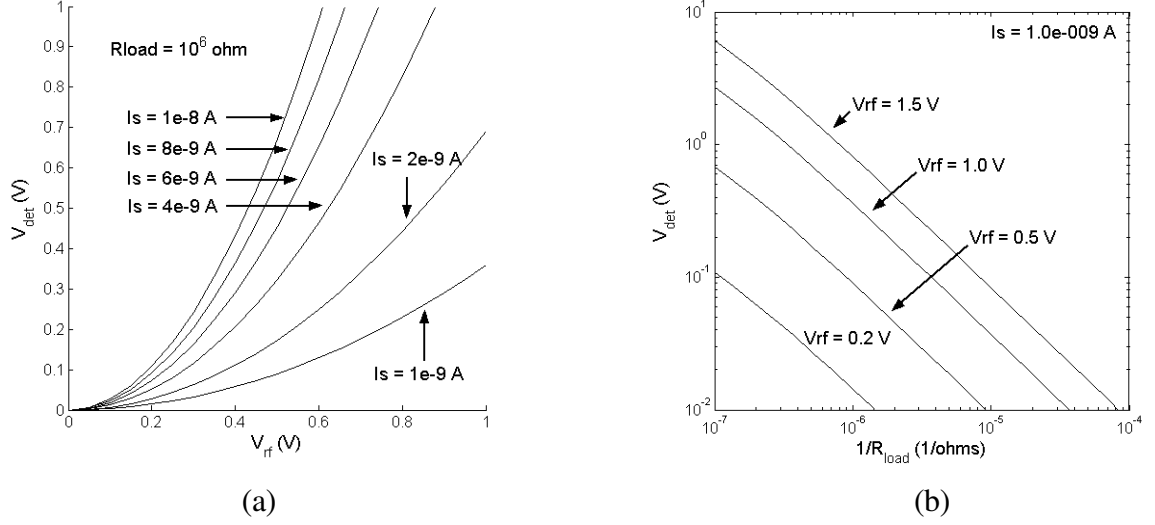 1
0.9
0.8
0.7
0.6
0.5
0.4
0.3
0.2
0.1
0
V_det (V)
Rload = 10^6 ohm
Is = 1e-8 A
Is = 8e-9 A
Is = 6e-9 A
Is = 4e-9 A
Is = 2e-9 A
Is = 1e-9 A
0 0.2 0.4 0.6 0.8 1
V_rf (V)
(a)
10^1
10^0
10^-1
10^-2
V_det (V)
Is = 1.0e-009 A
Vrf = 1.5 V
Vrf = 1.0 V
Vrf = 0.5 V
Vrf = 0.2 V
10^-7 10^-6 10^-5 10^-4
1/R_load (1/ohms)
(b)